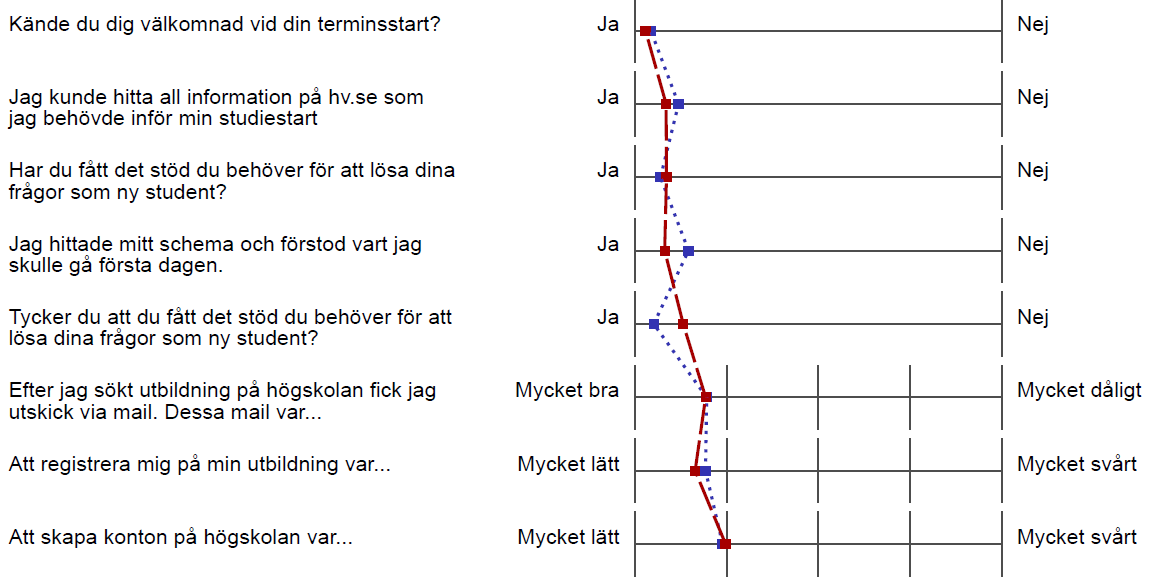 Kände du dig välkomnad vid din terminsstart? Ja Nej
Jag kunde hitta all information på hv.se som Ja Nej
jag behövde inför min studiestart
Har du fått det stöd du behöver för att lösa dina Ja Nej
frågor som ny student?
Jag hittade mitt schema och förstod vart jag Ja Nej
skulle gå första dagen.
Tycker du att du fått det stöd du behöver för att Ja Nej
lösa dina frågor som ny student?
Efter jag sökt utbildning på högskolan fick jag Mycket bra Mycket dåligt
utskick via mail. Dessa mail var...
Att registrera mig på min utbildning var... Mycket lätt Mycket svårt
Att skapa konton på högskolan var... Mycket lätt Mycket svårt